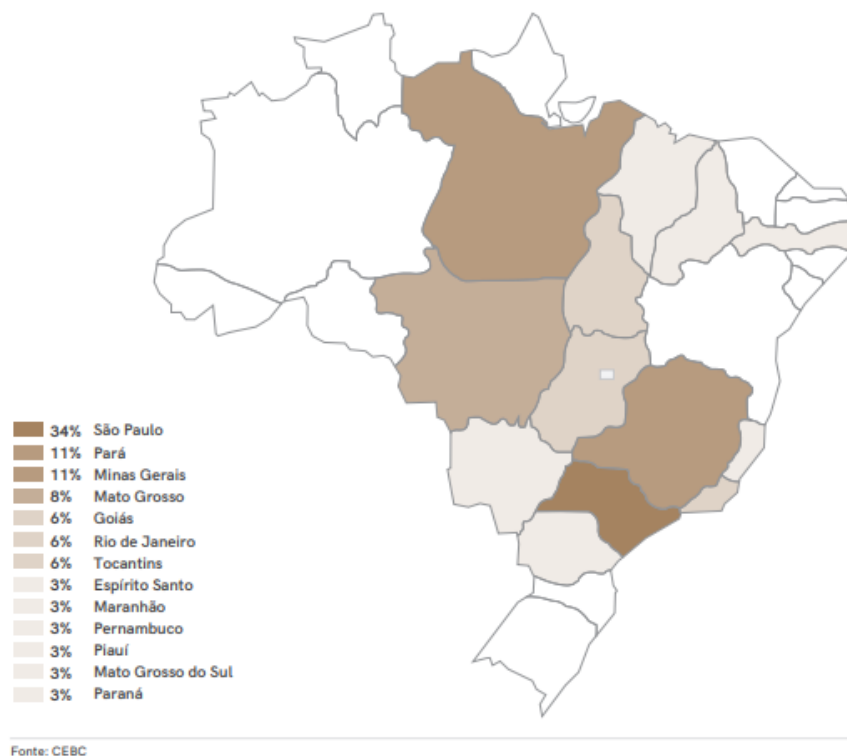 34% São Paulo
11% Pará
11% Minas Gerais
8% Mato Grosso
6% Goiás
6% Rio de Janeiro
6% Tocantins
3% Espírito Santo
3% Maranhão
3% Pernambuco
3% Piauí
3% Mato Grosso do Sul
3% Paraná
Fonte: CEBC